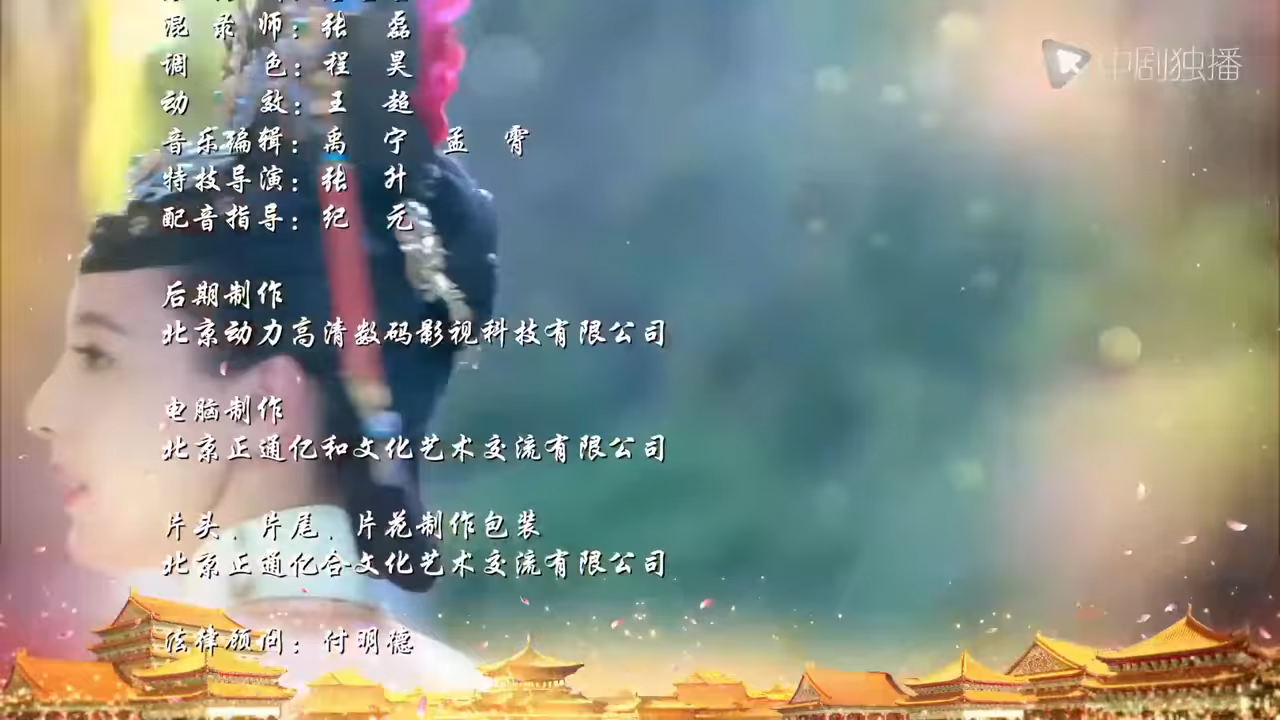 混录师：张 磊
中剧独播
调 色：程 昊
动 效：王 超
音乐编辑：禹 宁 孟 霄
特技导演：张 升
配音指导：纪 元
后期制作
北京动力高清数码影视科技有限公司
电脑制作
北京正通亿和文化艺术交流有限公司
片头．片尾．片花制作包装
北京正通亿合文化艺术交流有限公司
法律顾问：付明德